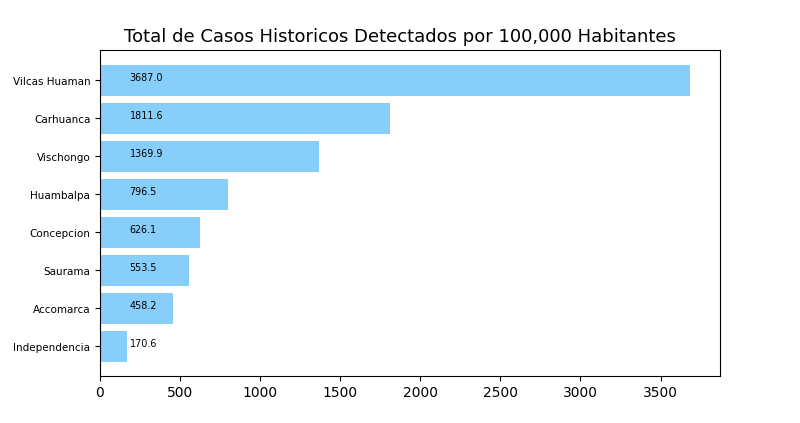 Total de Casos Historicos Detectados por 100,000 Habitantes
Vilcas Huaman 3687.0
Carhuanca 1811.6
Vischongo 1369.9
Huambalpa 796.5
Concepcion 626.1
Saurama 553.5
Accomarca 458.2
Independencia 170.6
0 500 1000 1500 2000 2500 3000 3500